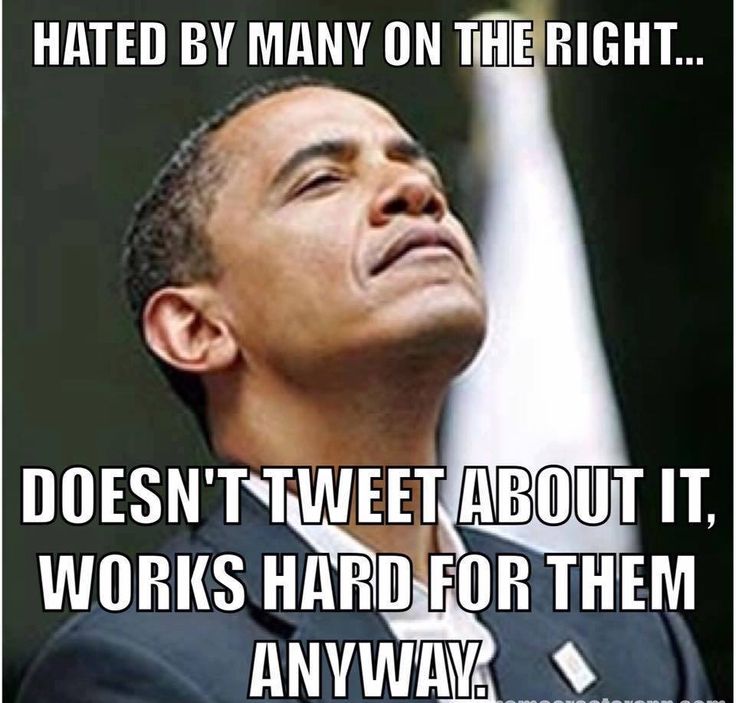 HATED BY MANY ON THE RIGHT...
DOESN'T TWEET ABOUT IT,
WORKS HARD FOR THEM
ANYWAY.